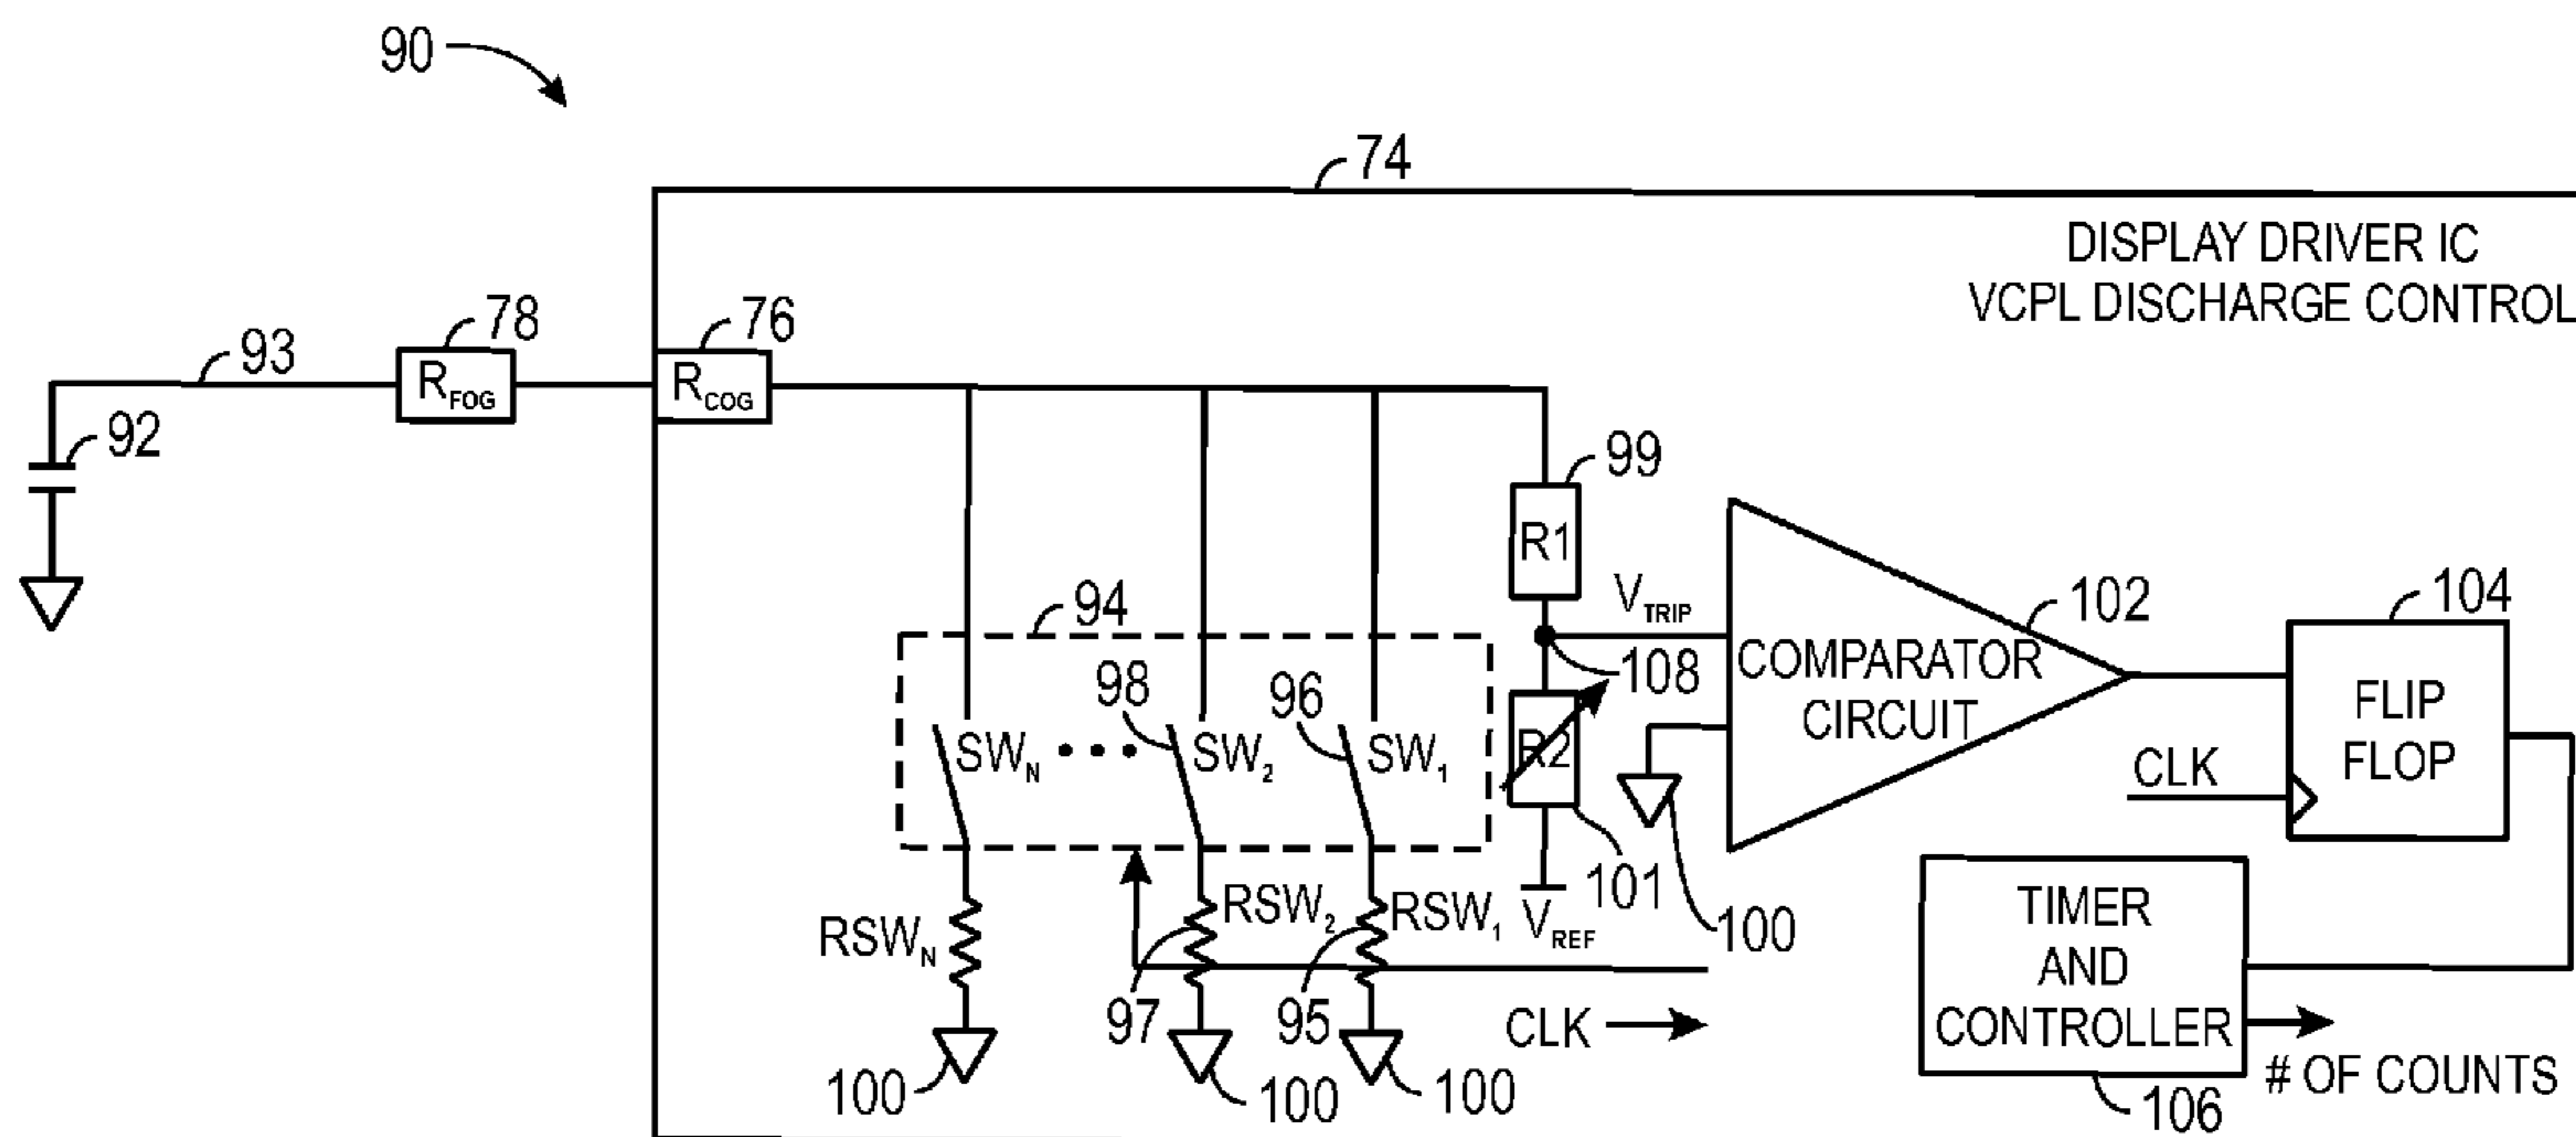 90
74
DISPLAY DRIVER IC
VCPL DISCHARGE CONTROL
93
78
76
R_FOG
R_COG
92
99
R1
V_TRIP
102
104
94
98
96
108
COMPARATOR
CIRCUIT
FLIP
FLOP
SW_N
SW_2
SW_1
R2
CLK
101
RSW_N
RSW_2
RSW_1
V_REF
100
TIMER
AND
CONTROLLER
97
95
CLK
100
100
100
# OF COUNTS
106